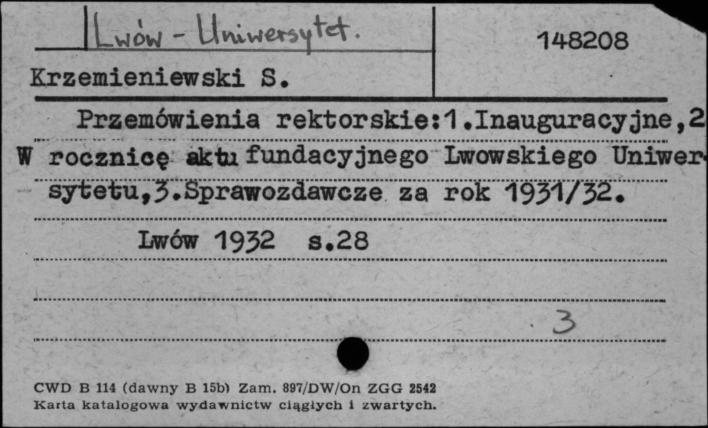 Lwów - Uniwersytet.
148208
Krzemieniewski S.
Przemówienia rektorskie:1.Inauguracyjne,2
W rocznicę aktu fundacyjnego Lwowskiego Uniwer-
sytetu,3.Sprawozdawcze za rok 1931/32.
Lwów 1932 s.28
3
CWD B 114 (dawny B 15b) Zam. 897/DW/On ZGG 2542
Karta katalogowa wydawnictw ciągłych i zwartych.